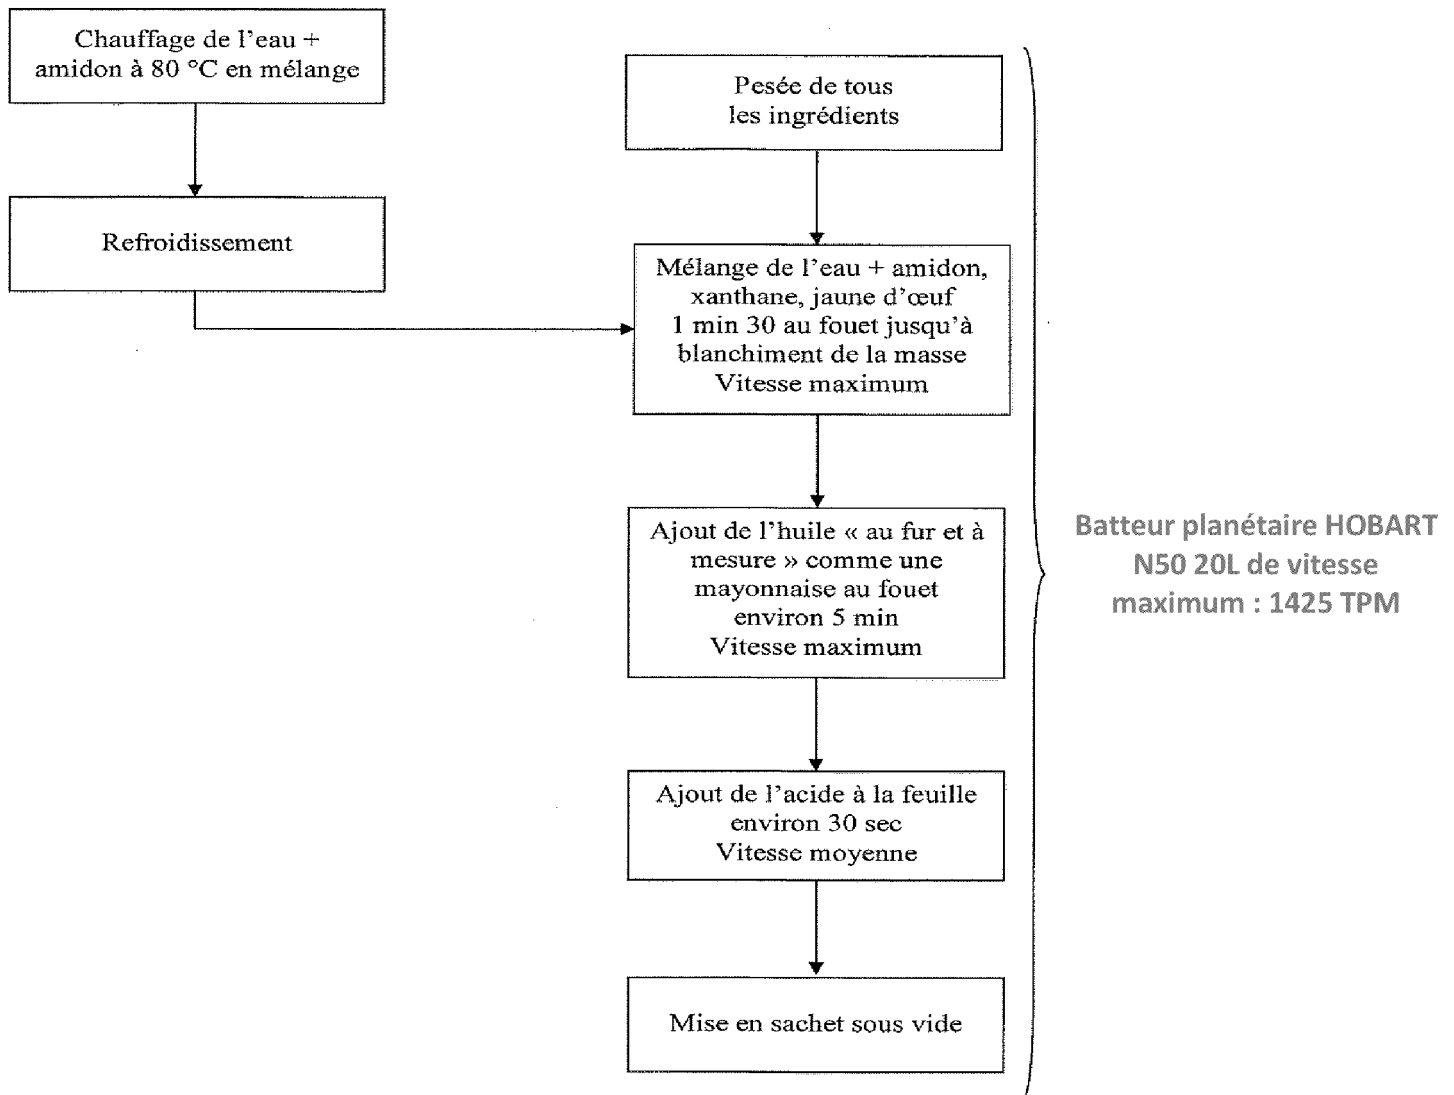 Chauffage de l'eau +
amidon à 80 °C en mélange
Refroidissement
Pesée de tous
les ingrédients
Mélange de l'eau + amidon,
xanthane, jaune d'œuf
1 min 30 au fouet jusqu'à
blanchiment de la masse
Vitesse maximum
Ajout de l'huile « au fur et à
mesure » comme une
mayonnaise au fouet
environ 5 min
Vitesse maximum
Ajout de l'acide à la feuille
environ 30 sec
Vitesse moyenne
Mise en sachet sous vide
Batteur planétaire HOBART
N50 20L de vitesse
maximum : 1425 TPM